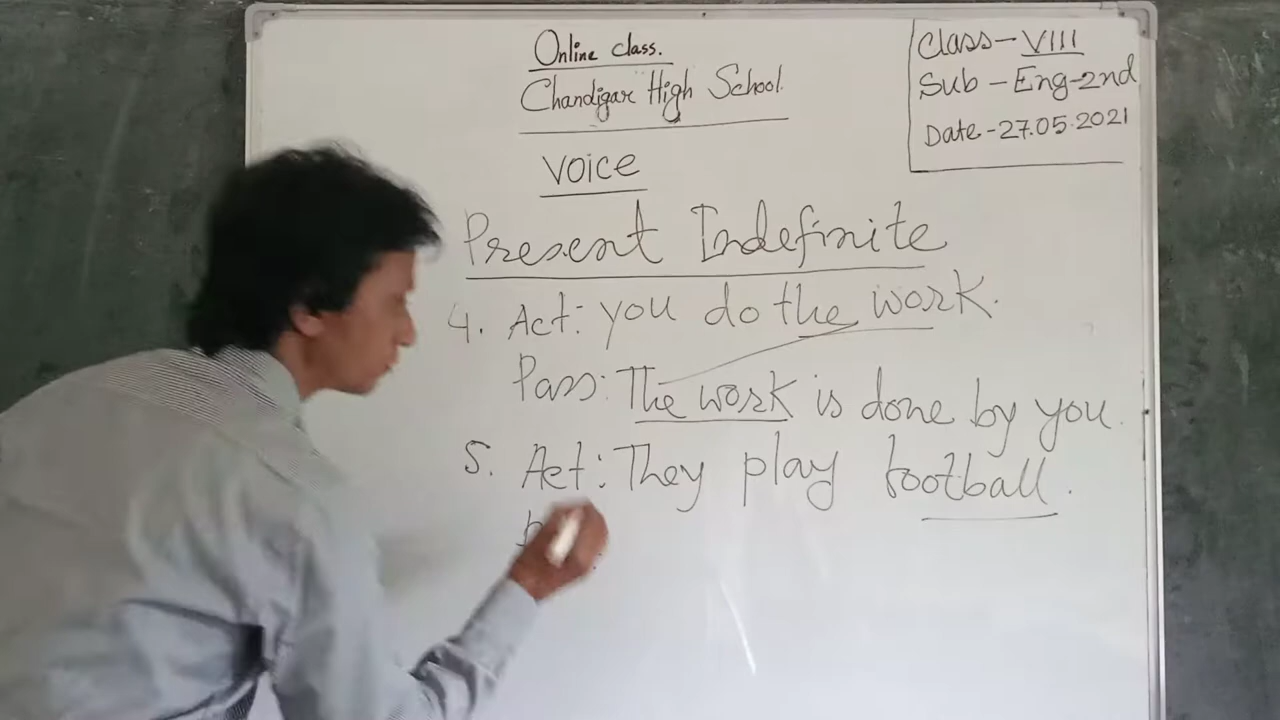 Online class.
Chandigar High School.
Class - VIII
Sub - Eng-2nd
Date - 27.05.2021
VOICE
Present Indefinite
4. Act: you do the work.
Pass: The work is done by you.
5. Act: They play football.